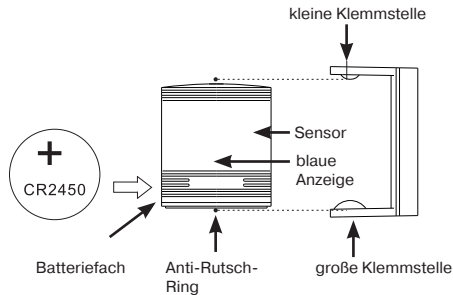 kleine Klemmstelle
Sensor
blaue
Anzeige
+
CR2450
Batteriefach
Anti-Rutsch-
Ring
große Klemmstelle